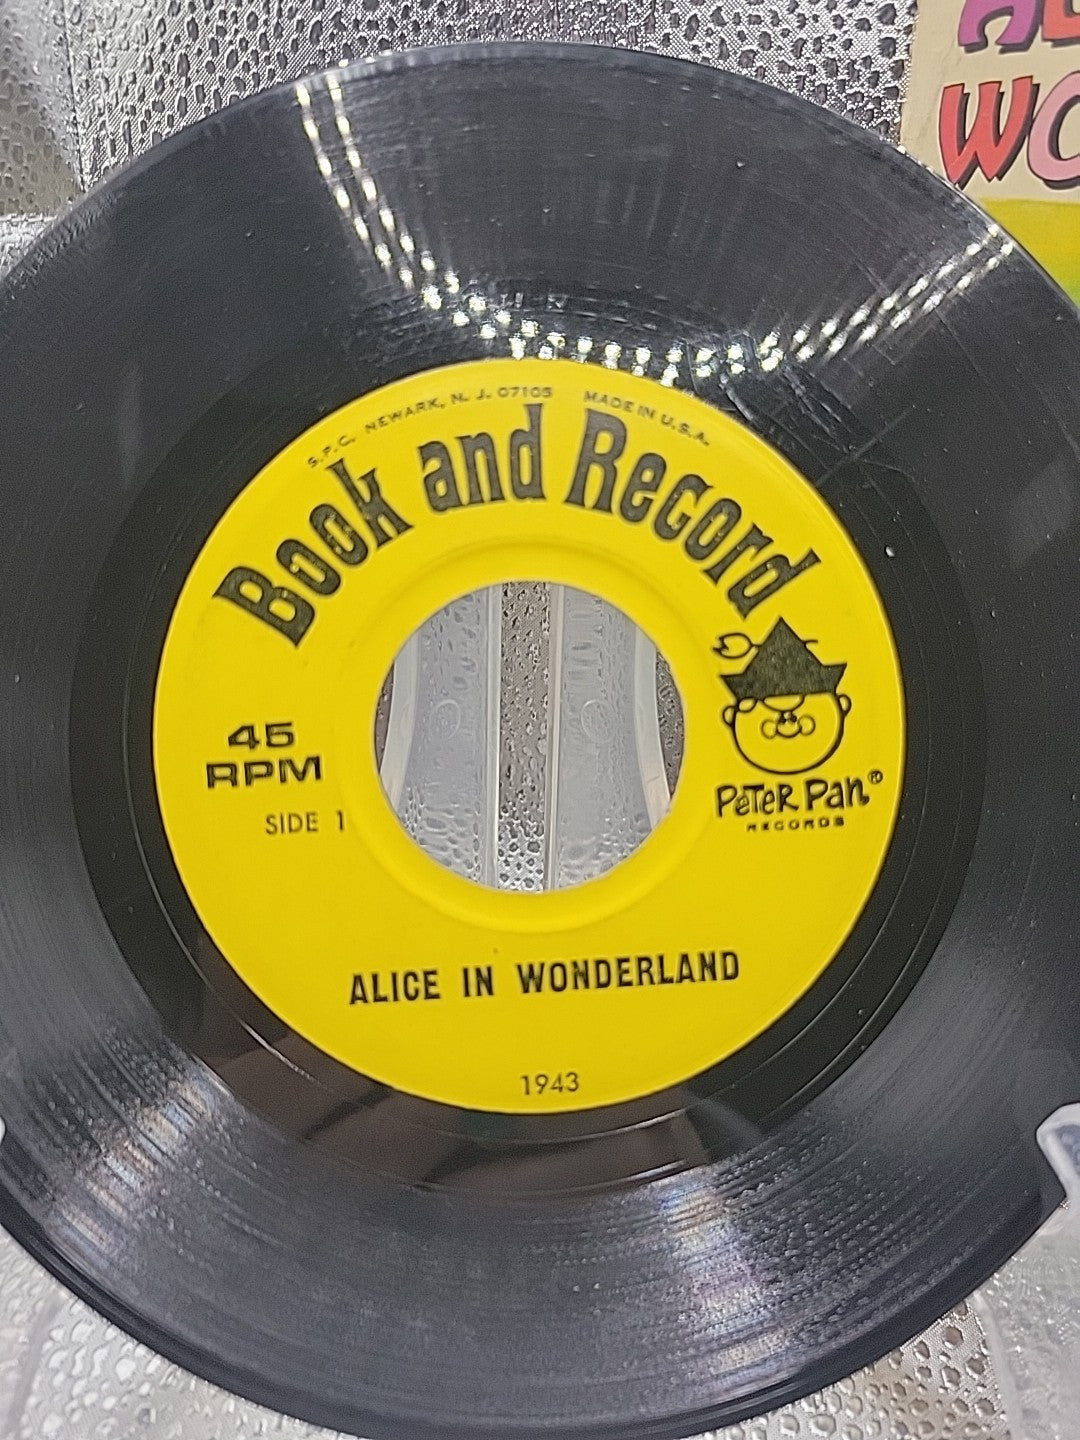 S.P.C. NEWARK, N. J. 07105 MADE IN U.S.A.
Book and Record
45
RPM
SIDE 1
PETER PAN®
RECORDS
ALICE IN WONDERLAND
1943